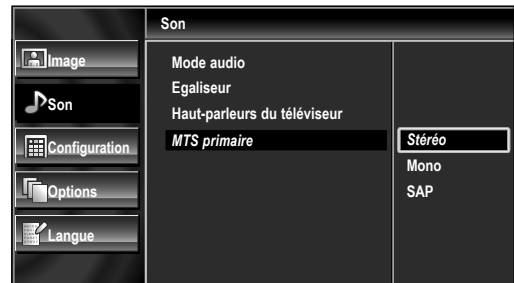 Son
Image
Son
Configuration
Options
Langue
Mode audio
Egaliseur
Haut-parleurs du téléviseur
MTS primaire
Stéréo
Mono
SAP